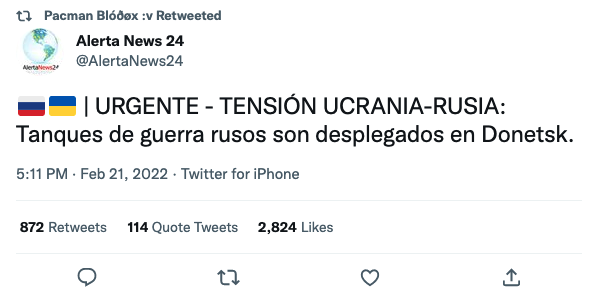 Pacman Blóðøx :v Retweeted
Alerta News 24
AlertaNews24
@AlertaNews24
| URGENTE - TENSIÓN UCRANIA-RUSIA:
Tanques de guerra rusos son desplegados en Donetsk.
5:11 PM · Feb 21, 2022 · Twitter for iPhone
872 Retweets 114 Quote Tweets 2,824 Likes